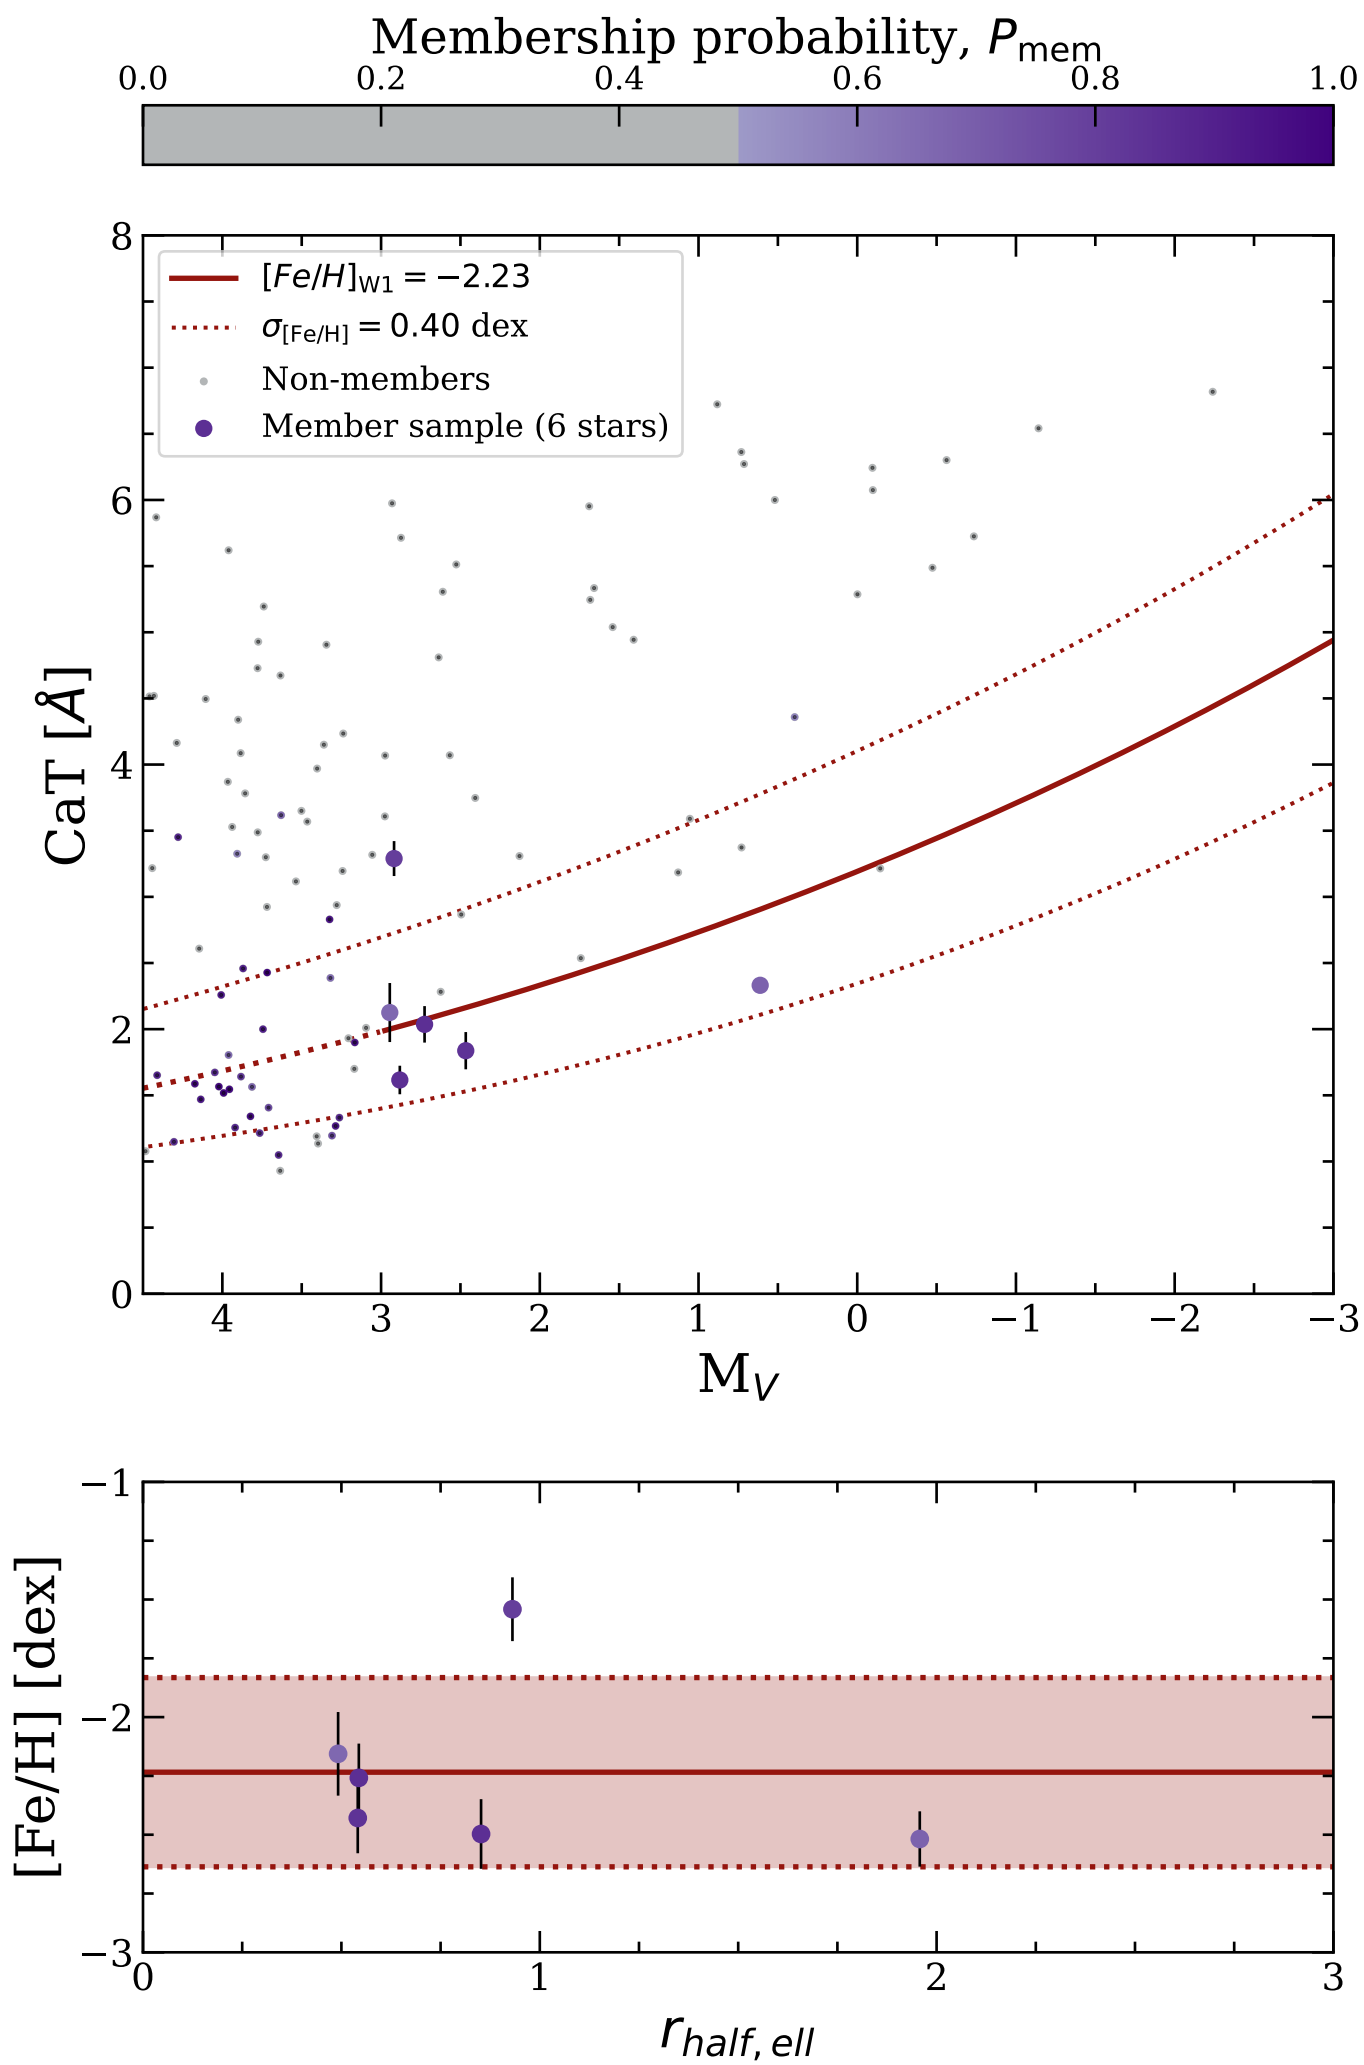 Membership probability, P_mem
0.0 0.2 0.4 0.6 0.8 1.0
[Fe/H]_W1 = −2.23
σ_[Fe/H] = 0.40 dex
Non-members
Member sample (6 stars)
CaT [Å]
8
6
4
2
0
4 3 2 1 0 −1 −2 −3
M_V
[Fe/H] [dex]
−1
−2
−3
0 1 2 3
r_half,ell